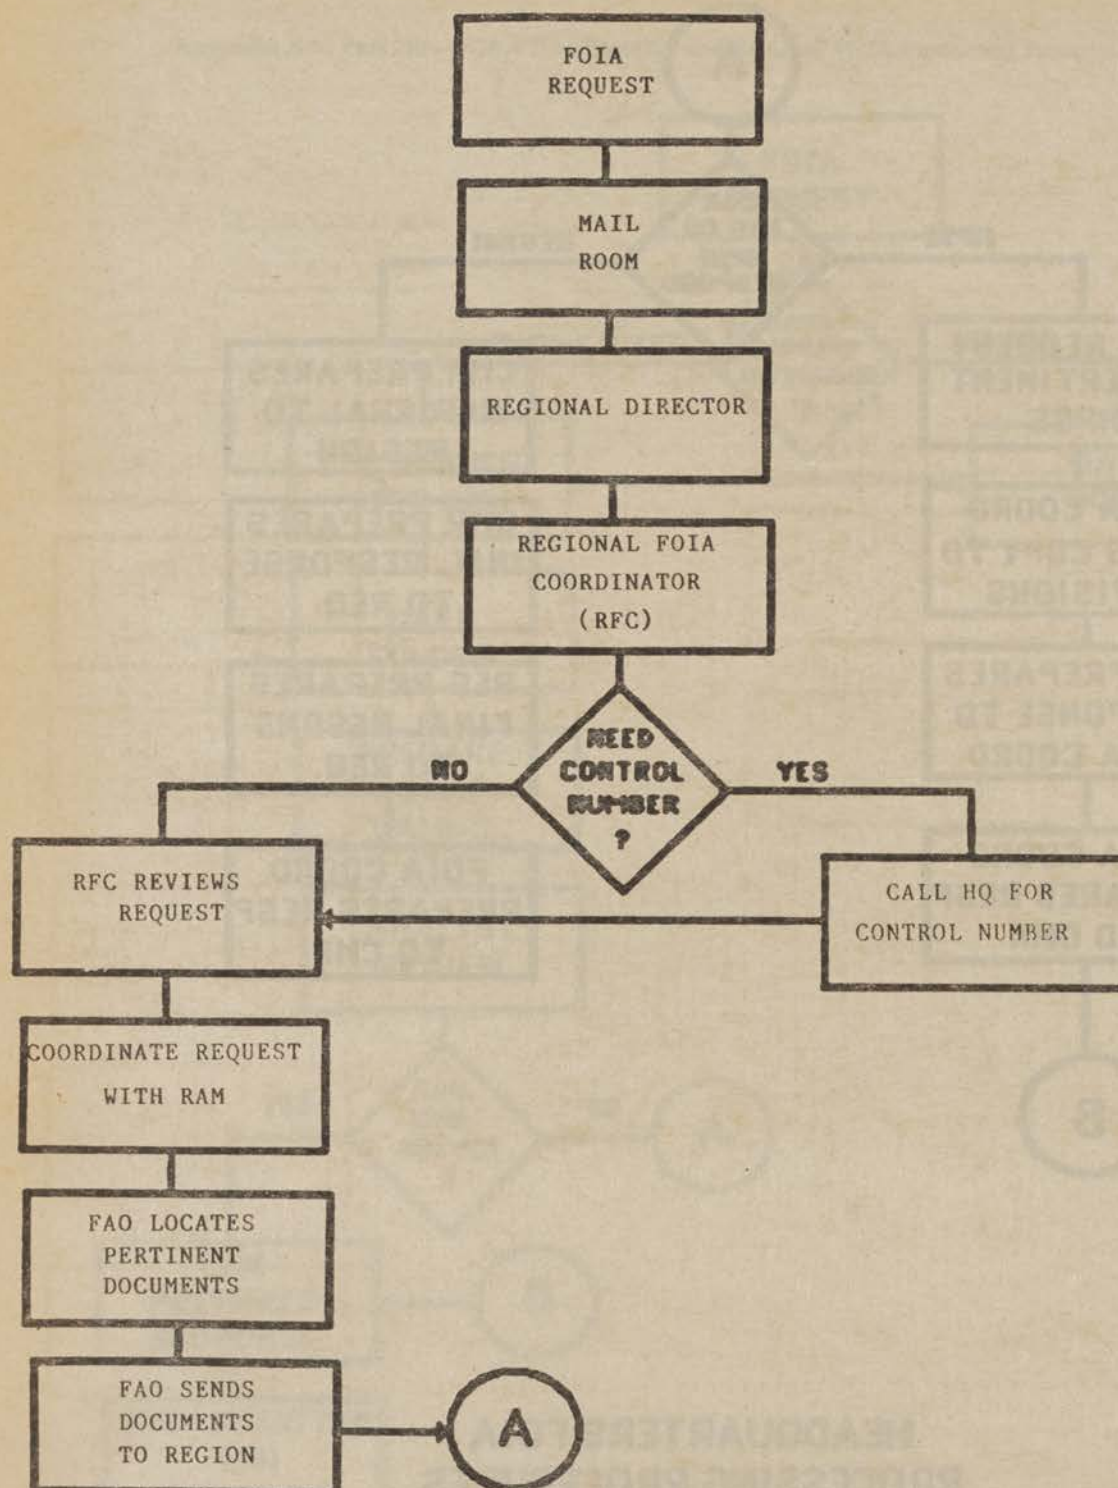 FOIA
REQUEST
MAIL
ROOM
REGIONAL DIRECTOR
REGIONAL FOIA
COORDINATOR
(RFC)
NEED
CONTROL
NUMBER
?
NO
YES
RFC REVIEWS
REQUEST
CALL HQ FOR
CONTROL NUMBER
COORDINATE REQUEST
WITH RAM
FAO LOCATES
PERTINENT
DOCUMENTS
FAO SENDS
DOCUMENTS
TO REGION
A